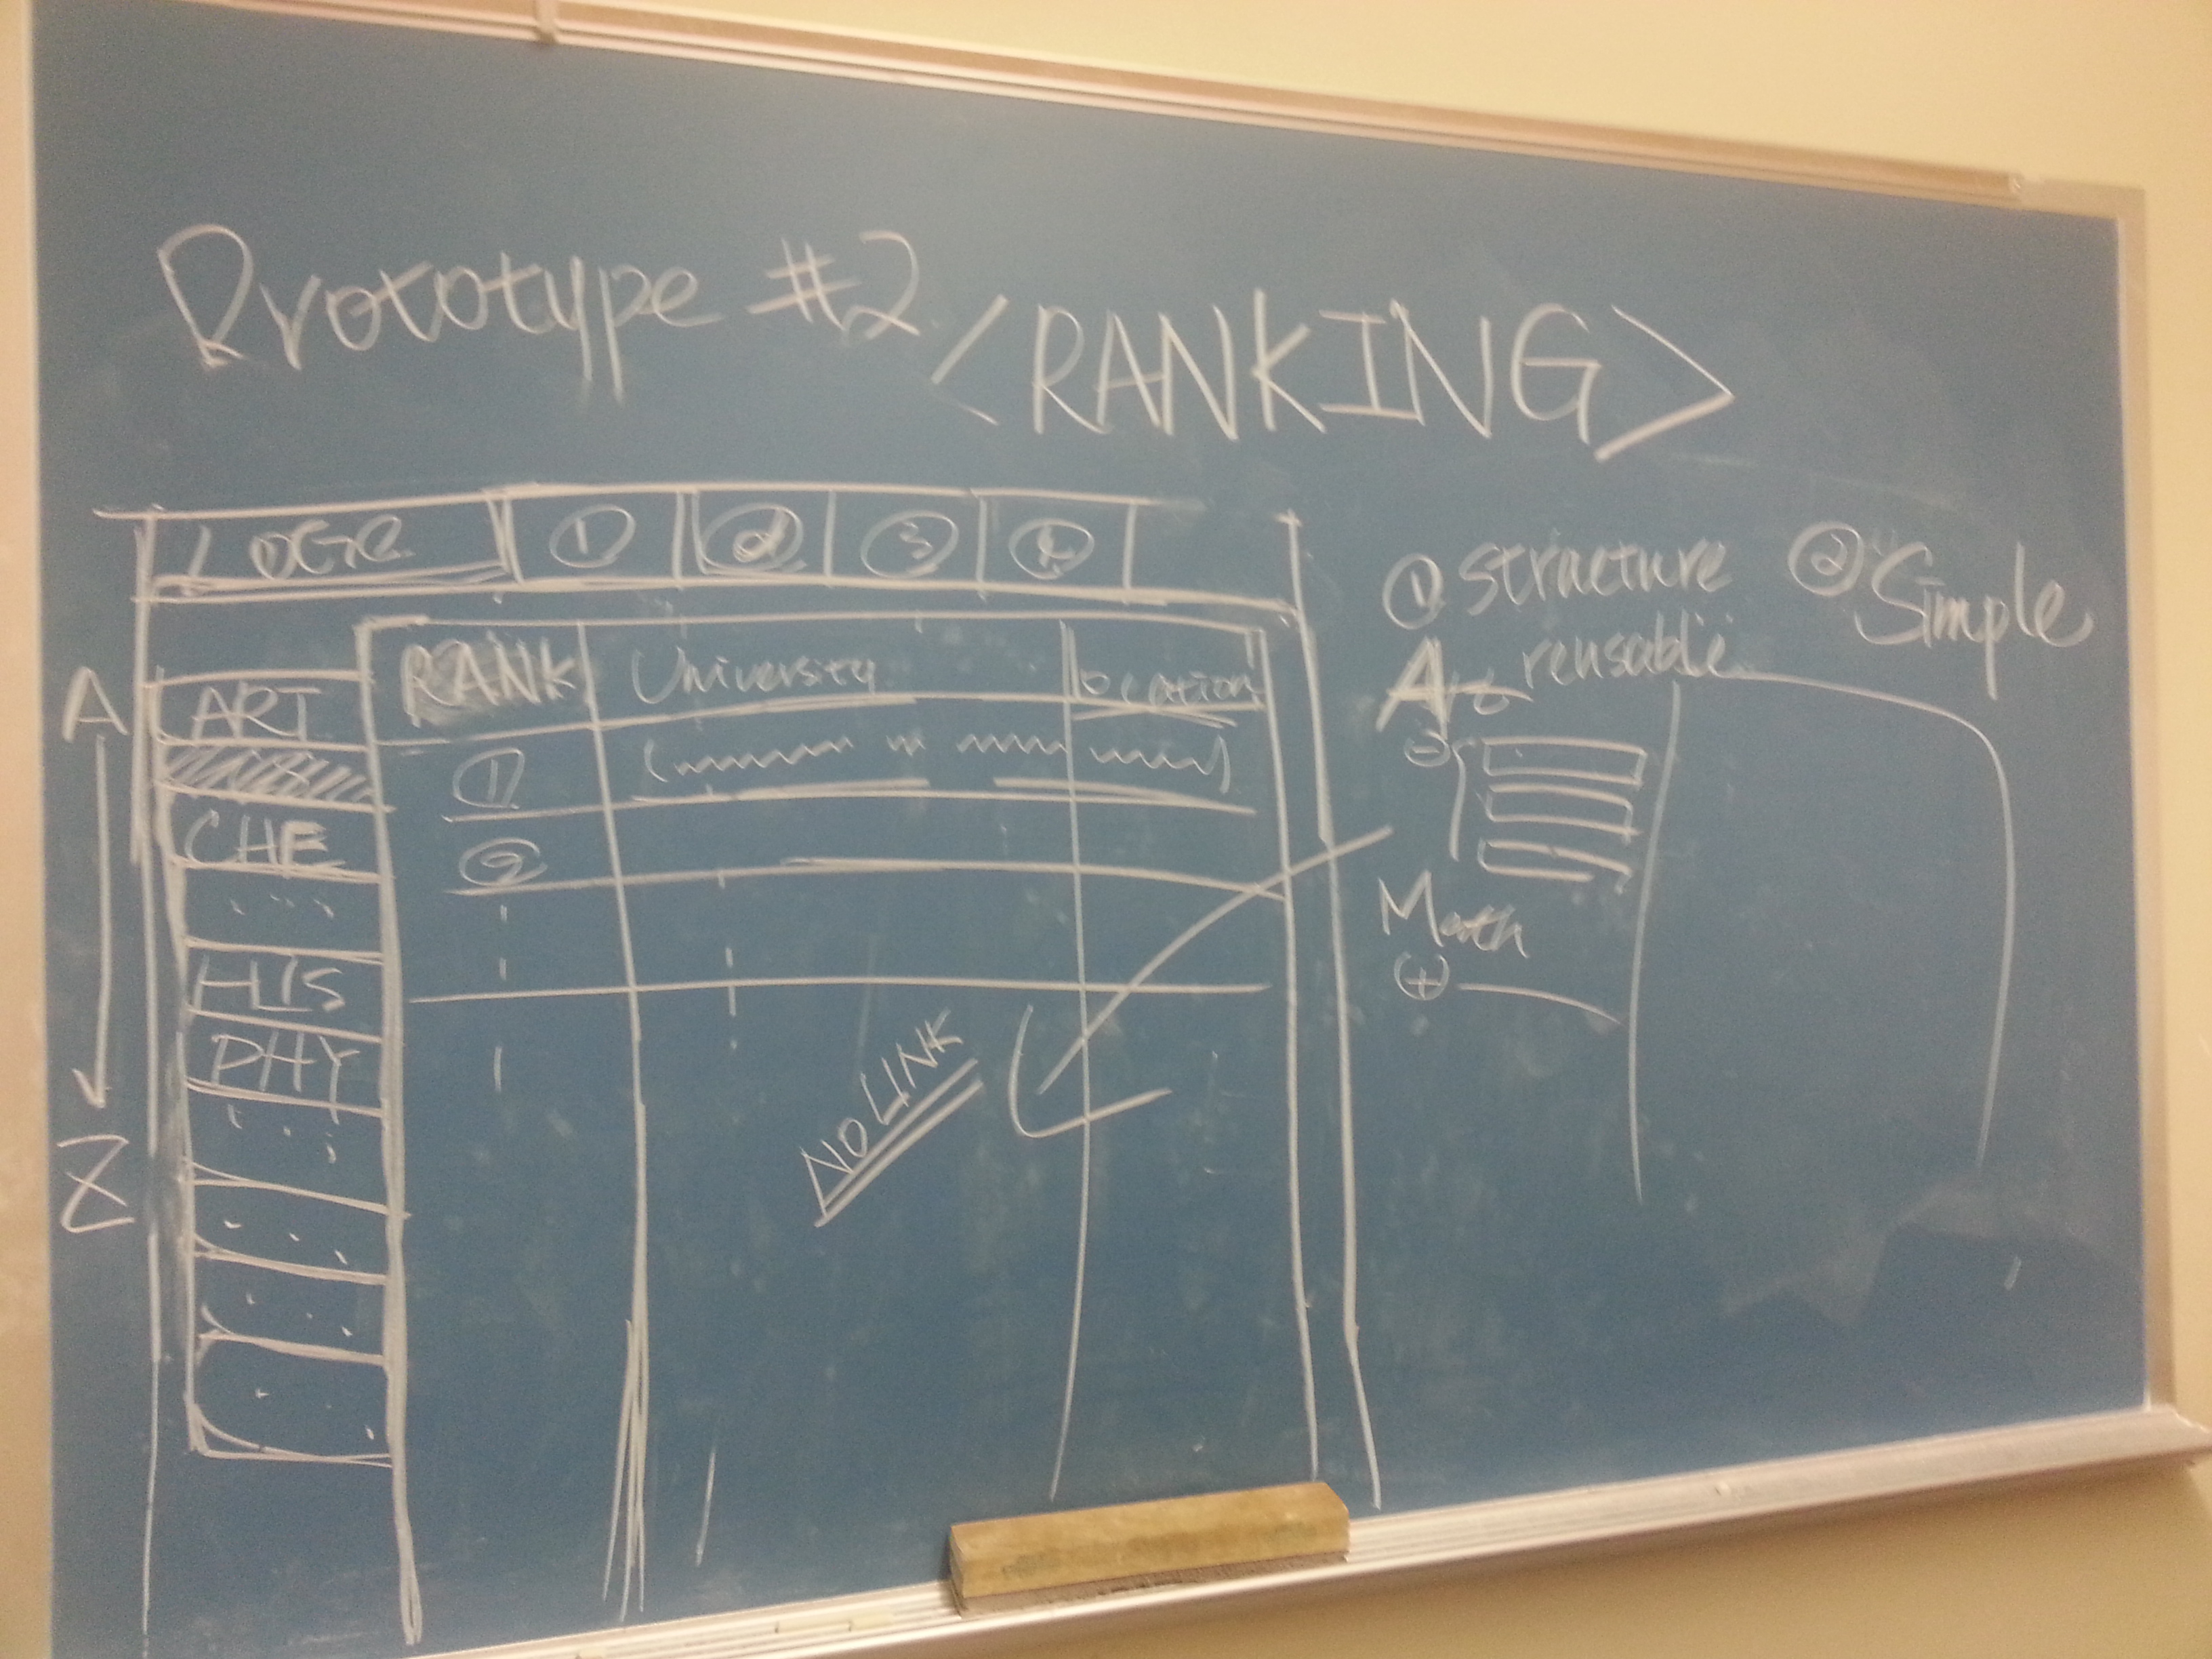 Prototype #2 <RANKING>
LOGO ① ② ③ ④
① structure reusable
② Simple
RANK University Location
A
ART
CHE
HIS
PHY
Z
①
②
NO LINK
Math